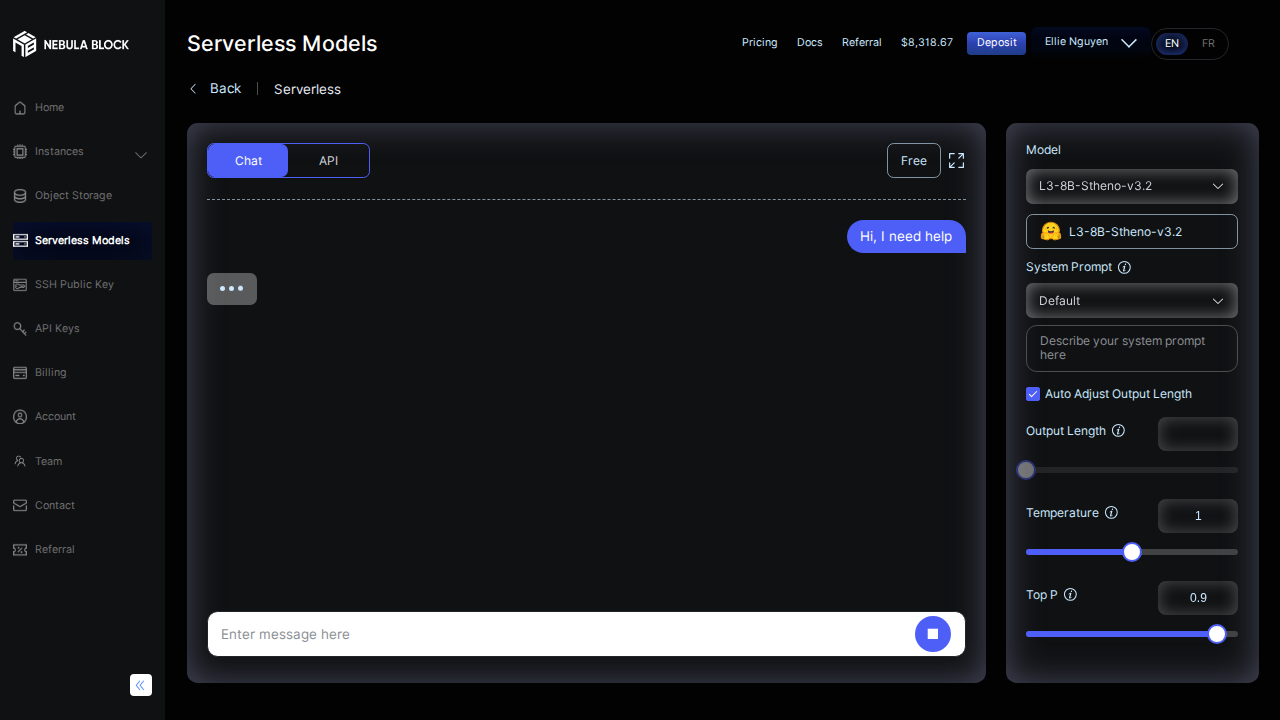 NEBULA BLOCK
Home
Instances
Object Storage
Serverless Models
SSH Public Key
API Keys
Billing
Account
Team
Contact
Referral
Serverless Models
Pricing
Docs
Referral
$8,318.67
Deposit
Ellie Nguyen
EN
FR
Back
Serverless
Chat
API
Free
Hi, I need help
Enter message here
Model
L3-8B-Stheno-v3.2
L3-8B-Stheno-v3.2
System Prompt
Default
Describe your system prompt
here
Auto Adjust Output Length
Output Length
Temperature
1
Top P
0.9